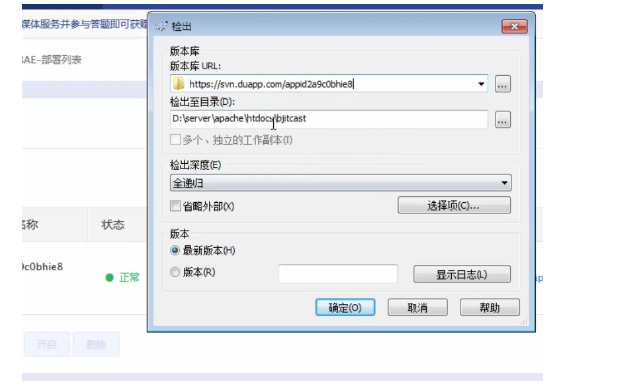 媒体服务并参与答题即可获赠
检出
AE-部署列表
版本库
版本库 URL:
https://svn.duapp.com/appid2a9c0bhie8
...
检出至目录(D):
D:\server\apache\htdocs\bjitcast
...
多个、独立的工作副本(I)
检出深度(E)
全递归
省略外部(X)
选择项(C)...
名称
状态
版本
最新版本(H)
c0bhie8
正常
版本(R)
显示日志(L)
ap
确定(O)
取消
帮助
开启
删除